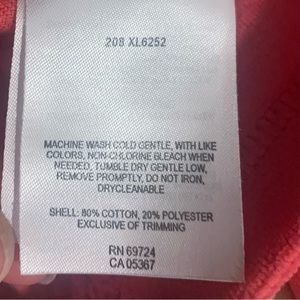 208 XL6252
MACHINE WASH COLD GENTLE, WITH LIKE
COLORS, NON-CHLORINE BLEACH WHEN
NEEDED, TUMBLE DRY GENTLE LOW,
REMOVE PROMPTLY, DO NOT IRON,
DRYCLEANABLE
SHELL: 80% COTTON, 20% POLYESTER
EXCLUSIVE OF TRIMMING
RN 69724
CA 05367